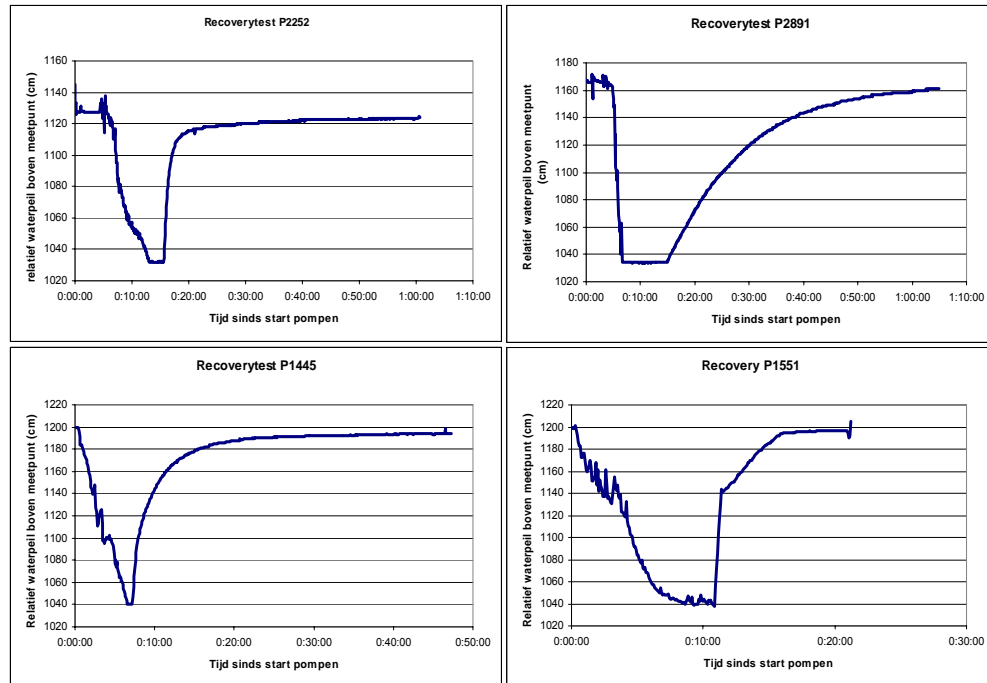 Recoverytest P2252
relatief waterpeil boven meetpunt (cm)
1160
1140
1120
1100
1080
1060
1040
1020
0:00:00 0:10:00 0:20:00 0:30:00 0:40:00 0:50:00 1:00:00 1:10:00
Tijd sinds start pompen
Recoverytest P2891
Relatief waterpeil boven meetpunt
(cm)
1180
1160
1140
1120
1100
1080
1060
1040
1020
0:00:00 0:10:00 0:20:00 0:30:00 0:40:00 0:50:00 1:00:00 1:10:00
Tijd sinds start pompen
Recoverytest P1445
Relatief waterpeil boven meetpunt (cm)
1220
1200
1180
1160
1140
1120
1100
1080
1060
1040
1020
0:00:00 0:10:00 0:20:00 0:30:00 0:40:00 0:50:00
Tijd sinds start pompen
Recovery P1551
Relatief waterpeil boven meetpunt (cm)
1220
1200
1180
1160
1140
1120
1100
1080
1060
1040
1020
0:00:00 0:10:00 0:20:00 0:30:00
Tijd sinds start pompen